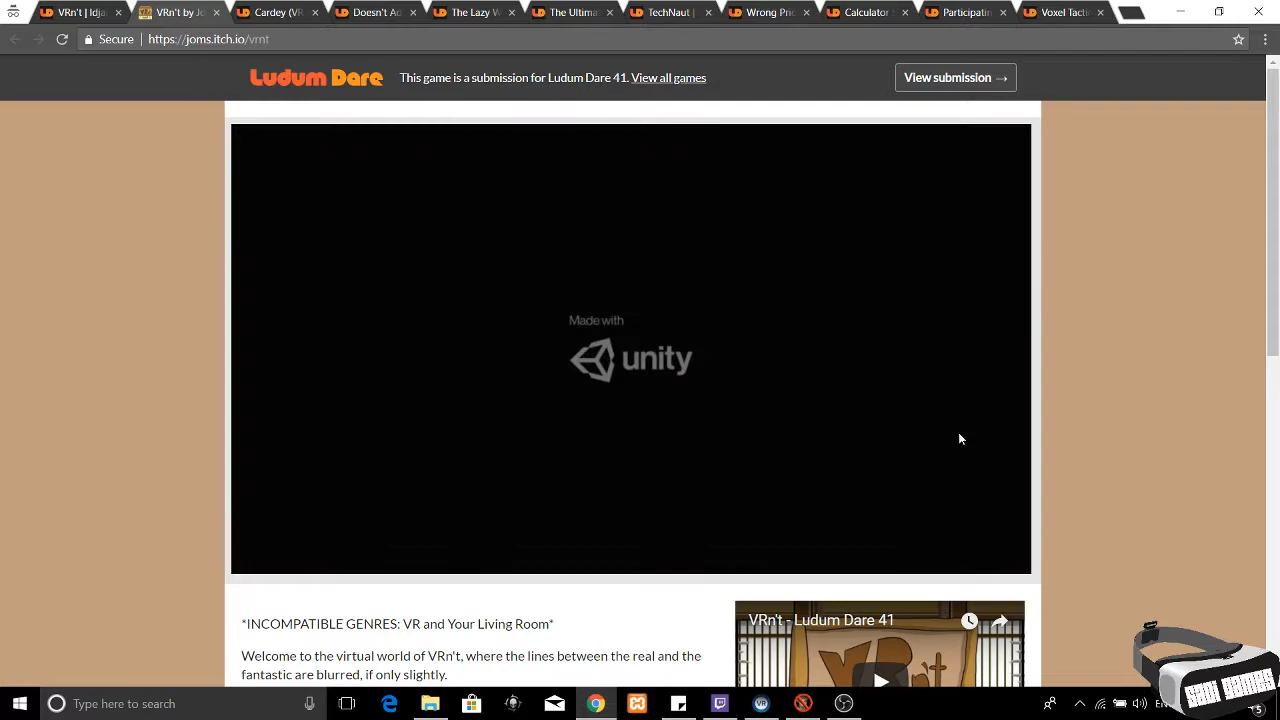 VRn't | ldja
VRn't by Jo
Cardey (VR
Doesn't Ad
The Lazy W
The Ultima
TechNaut |
Wrong Pri
Calculator
Participatin
Voxel Tacti
Secure
https://joms.itch.io/vrnt
Ludum Dare
This game is a submission for Ludum Dare 41. View all games
View submission →
Made with
unity
*INCOMPATIBLE GENRES: VR and Your Living Room*
Welcome to the virtual world of VRn't, where the lines between the real and the
fantastic are blurred, if only slightly.
VRn't - Ludum Dare 41
VRn't
Type here to search